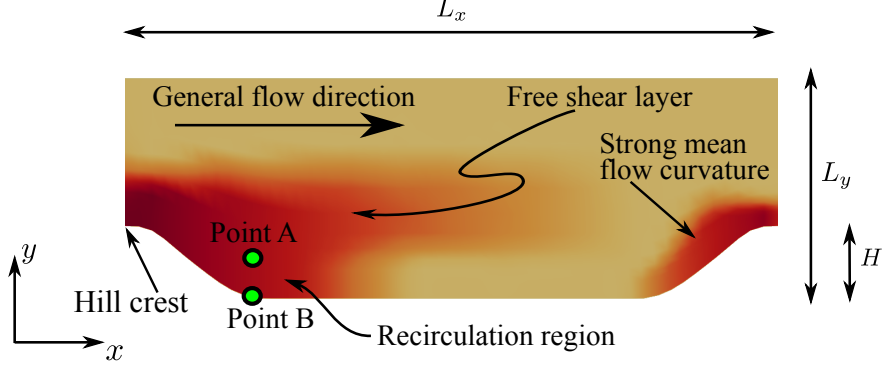 L_x
General flow direction
Free shear layer
Strong mean
flow curvature
L_y
Point A
H
y
Hill crest
Point B
Recirculation region
x